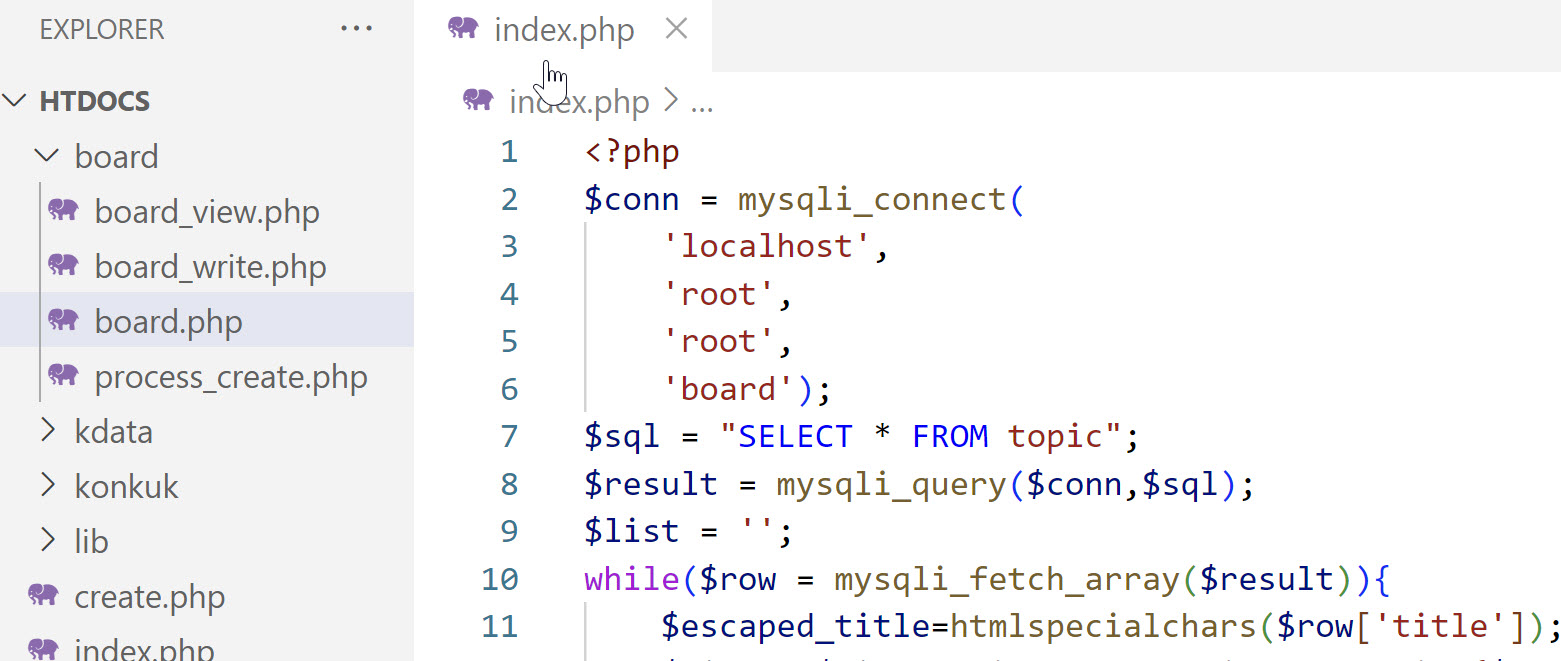 EXPLORER ...
HTDOCS
board
board_view.php
board_write.php
board.php
process_create.php
kdata
konkuk
lib
create.php
index.php
index.php
index.php > ...
1 <?php
2 $conn = mysqli_connect(
3 'localhost',
4 'root',
5 'root',
6 'board');
7 $sql = "SELECT * FROM topic";
8 $result = mysqli_query($conn,$sql);
9 $list = '';
10 while($row = mysqli_fetch_array($result)){
11 $escaped_title=htmlspecialchars($row['title']);